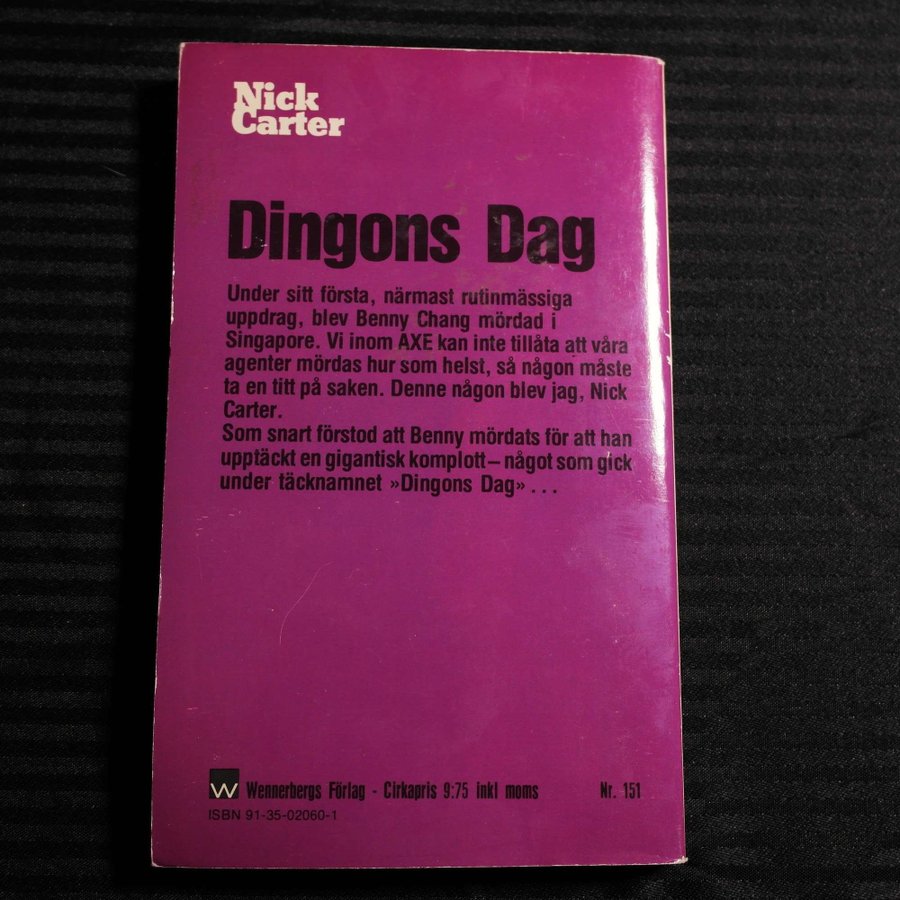 Nick
Carter
Dingons Dag
Under sitt första, närmast rutinmässiga
uppdrag, blev Benny Chang mördad i
Singapore. Vi inom AXE kan inte tillåta att våra
agenter mördas hur som helst, så någon måste
ta en titt på saken. Denne någon blev jag, Nick
Carter.
Som snart förstod att Benny mördats för att han
upptäckt en gigantisk komplott – något som gick
under täcknamnet »Dingons Dag» ...
W Wennerbergs Förlag - Cirkapris 9:75 inkl moms Nr. 151
ISBN 91-35-02060-1